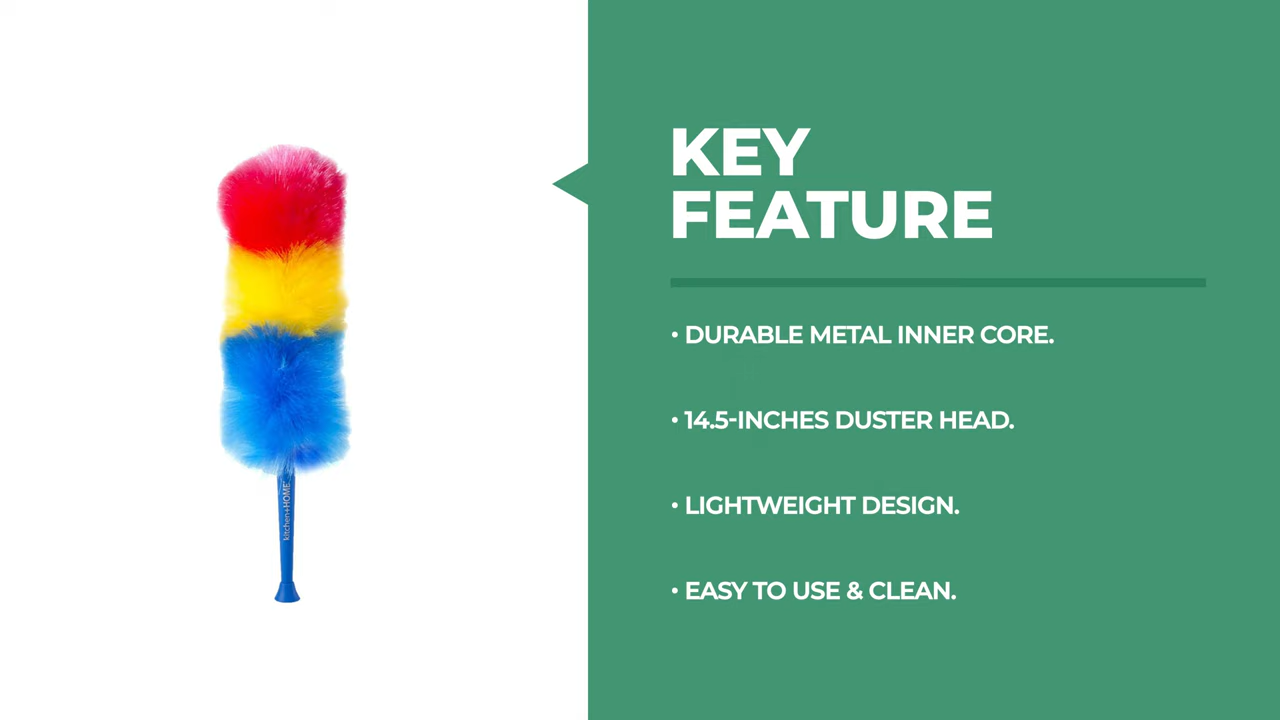 KEY
FEATURE
• DURABLE METAL INNER CORE.
• 14.5-INCHES DUSTER HEAD.
• LIGHTWEIGHT DESIGN.
• EASY TO USE & CLEAN.
kitchen+HOME